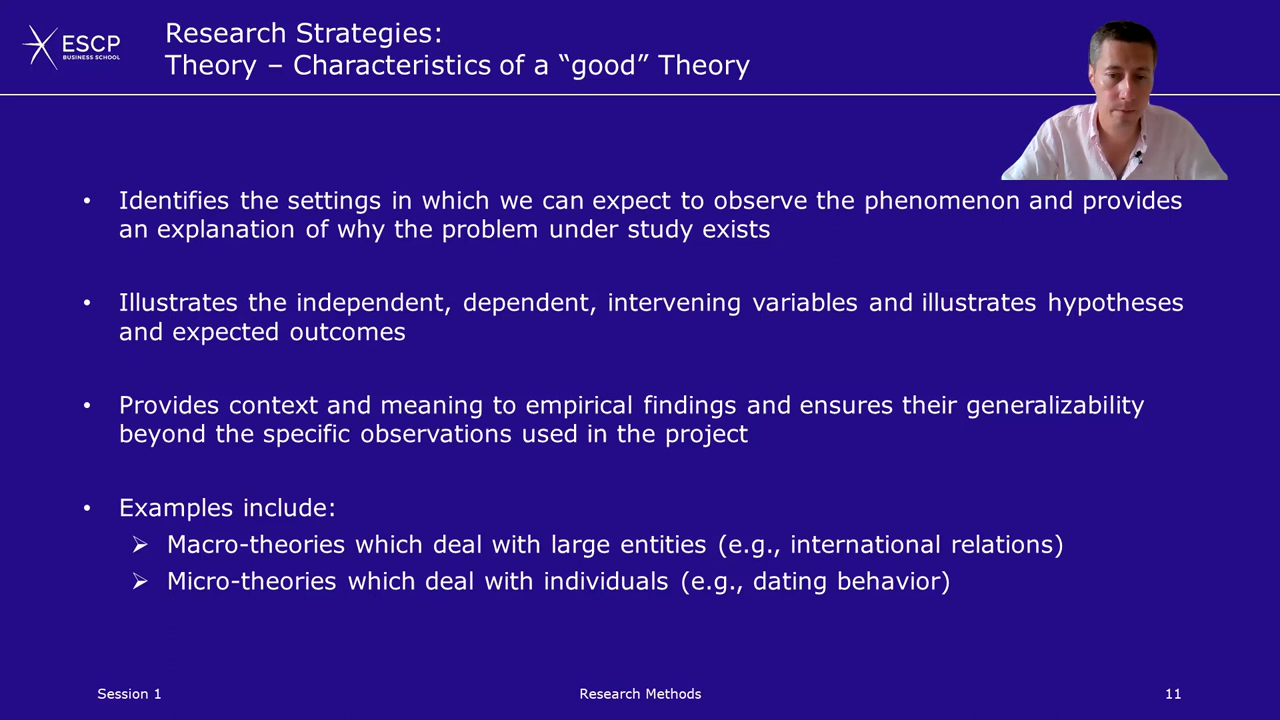 ESCP
BUSINESS SCHOOL
Research Strategies:
Theory – Characteristics of a “good” Theory
• Identifies the settings in which we can expect to observe the phenomenon and provides
an explanation of why the problem under study exists
• Illustrates the independent, dependent, intervening variables and illustrates hypotheses
and expected outcomes
• Provides context and meaning to empirical findings and ensures their generalizability
beyond the specific observations used in the project
• Examples include:
➢ Macro-theories which deal with large entities (e.g., international relations)
➢ Micro-theories which deal with individuals (e.g., dating behavior)
Session 1
Research Methods
11